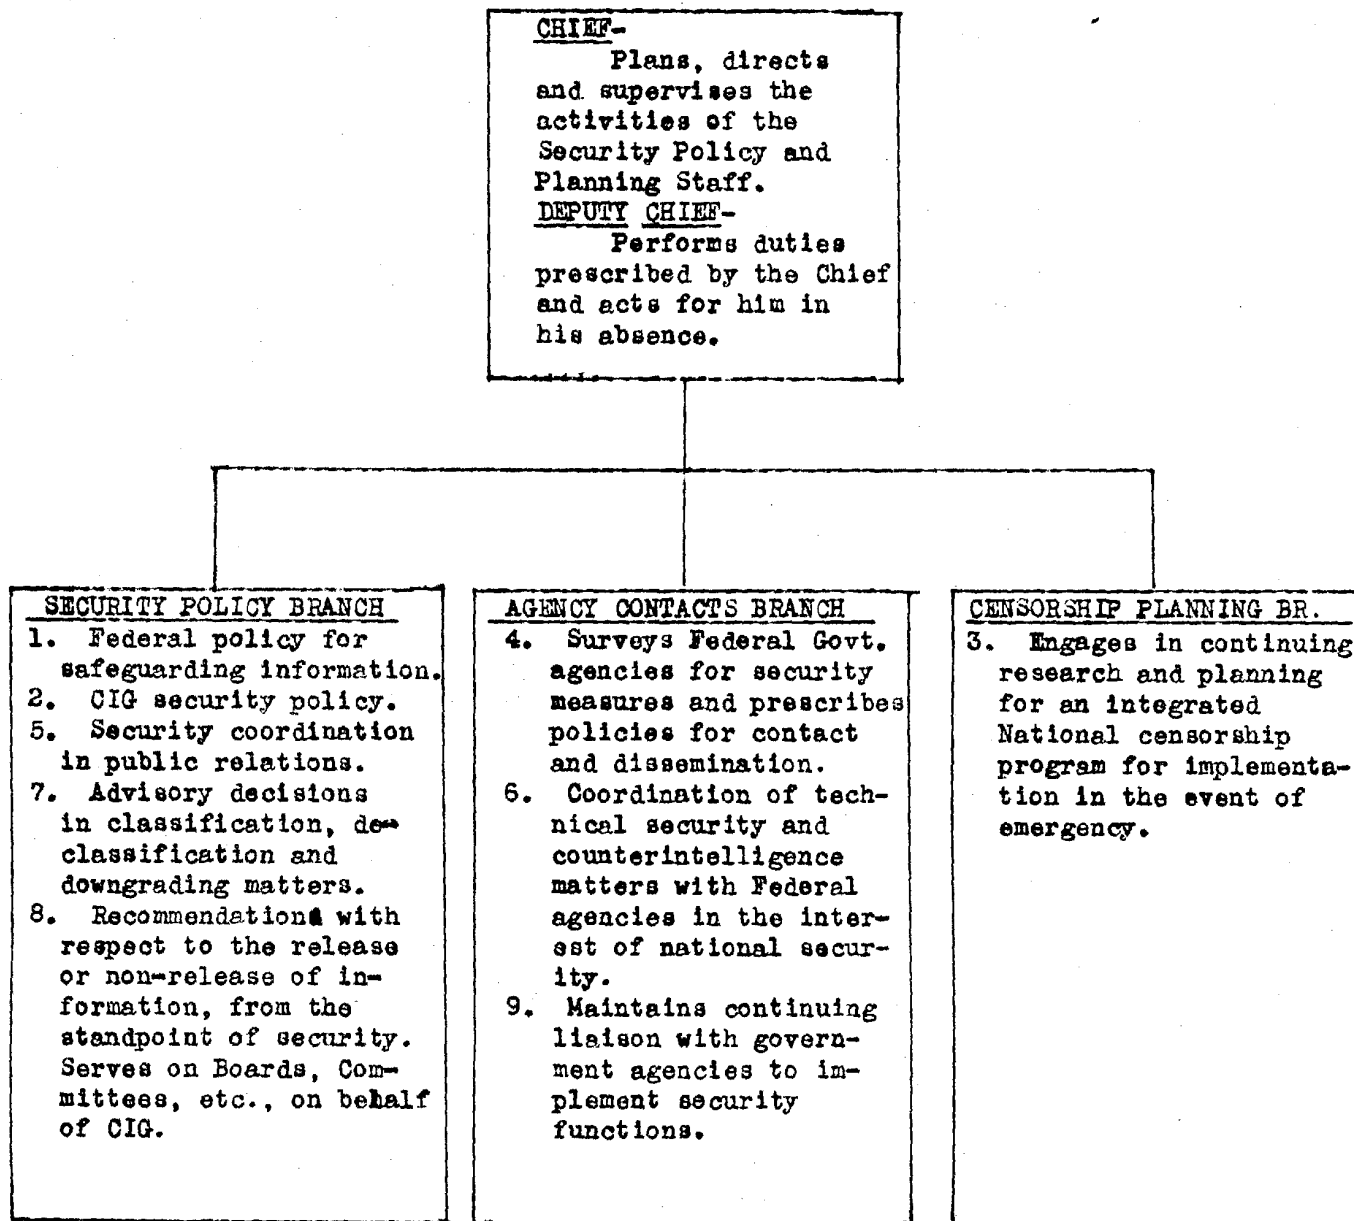 CHIEF-
Plans, directs
and supervises the
activities of the
Security Policy and
Planning Staff.
DEPUTY CHIEF-
Performs duties
prescribed by the Chief
and acts for him in
his absence.
SECURITY POLICY BRANCH
1. Federal policy for
safeguarding information.
2. CIG security policy.
5. Security coordination
in public relations.
7. Advisory decisions
in classification, de-
classification and
downgrading matters.
8. Recommendations with
respect to the release
or non-release of in-
formation, from the
standpoint of security.
Serves on Boards, Com-
mittees, etc., on behalf
of CIG.
AGENCY CONTACTS BRANCH
4. Surveys Federal Govt.
agencies for security
measures and prescribes
policies for contact
and dissemination.
6. Coordination of tech-
nical security and
counterintelligence
matters with Federal
agencies in the inter-
est of national secur-
ity.
9. Maintains continuing
liaison with govern-
ment agencies to im-
plement security
functions.
CENSORSHIP PLANNING BR.
3. Engages in continuing
research and planning
for an integrated
National censorship
program for implementa-
tion in the event of
emergency.